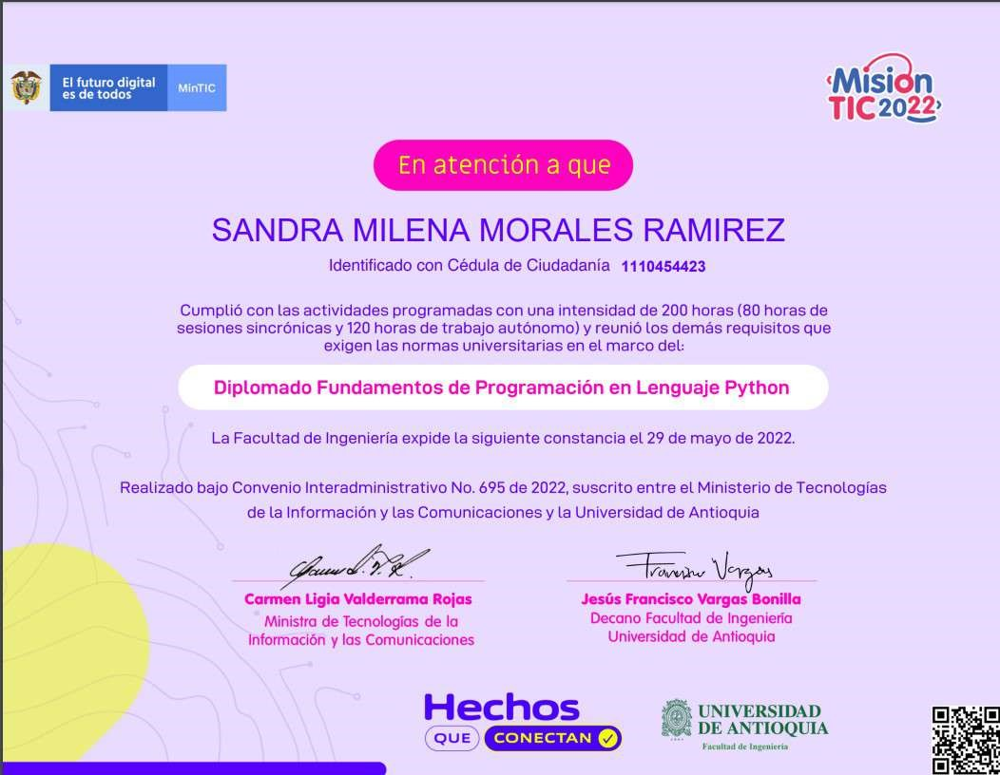 El futuro digital
es de todos
MinTIC
Misión
TIC 2022
En atención a que
SANDRA MILENA MORALES RAMIREZ
Identificado con Cédula de Ciudadanía 1110454423
Cumplió con las actividades programadas con una intensidad de 200 horas (80 horas de
sesiones sincrónicas y 120 horas de trabajo autónomo) y reunió los demás requisitos que
exigen las normas universitarias en el marco del:
Diplomado Fundamentos de Programación en Lenguaje Python
La Facultad de Ingeniería expide la siguiente constancia el 29 de mayo de 2022.
Realizado bajo Convenio Interadministrativo No. 695 de 2022, suscrito entre el Ministerio de Tecnologías
de la Información y las Comunicaciones y la Universidad de Antioquia
Francisco Vargas
Carmen Ligia Valderrama Rojas
Ministra de Tecnologías de la
Información y las Comunicaciones
Jesús Francisco Vargas Bonilla
Decano Facultad de Ingeniería
Universidad de Antioquia
Hechos
QUE CONECTAN
UNIVERSIDAD
DE ANTIOQUIA
Facultad de Ingeniería